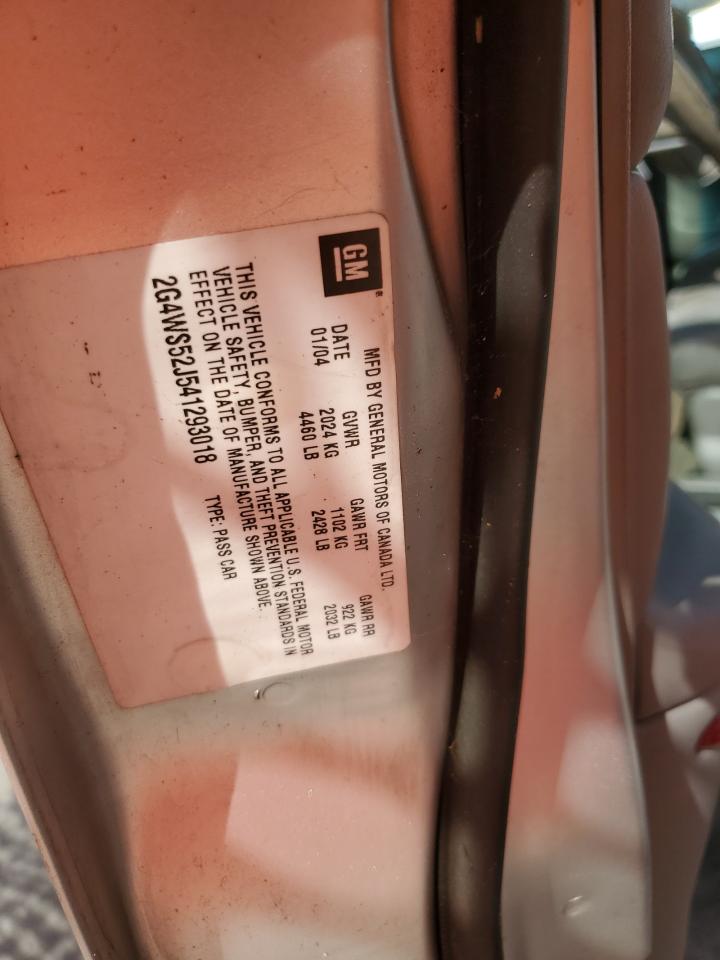 GM
MFD BY GENERAL MOTORS OF CANADA LTD.
DATE GVWR GAWR FRT GAWR RR
01/04 2024 KG 1102 KG 922 KG
4460 LB 2428 LB 2032 LB
THIS VEHICLE CONFORMS TO ALL APPLICABLE U.S. FEDERAL MOTOR
VEHICLE SAFETY, BUMPER, AND THEFT PREVENTION STANDARDS IN
EFFECT ON THE DATE OF MANUFACTURE SHOWN ABOVE.
2G4WS52J541293018 TYPE: PASS CAR